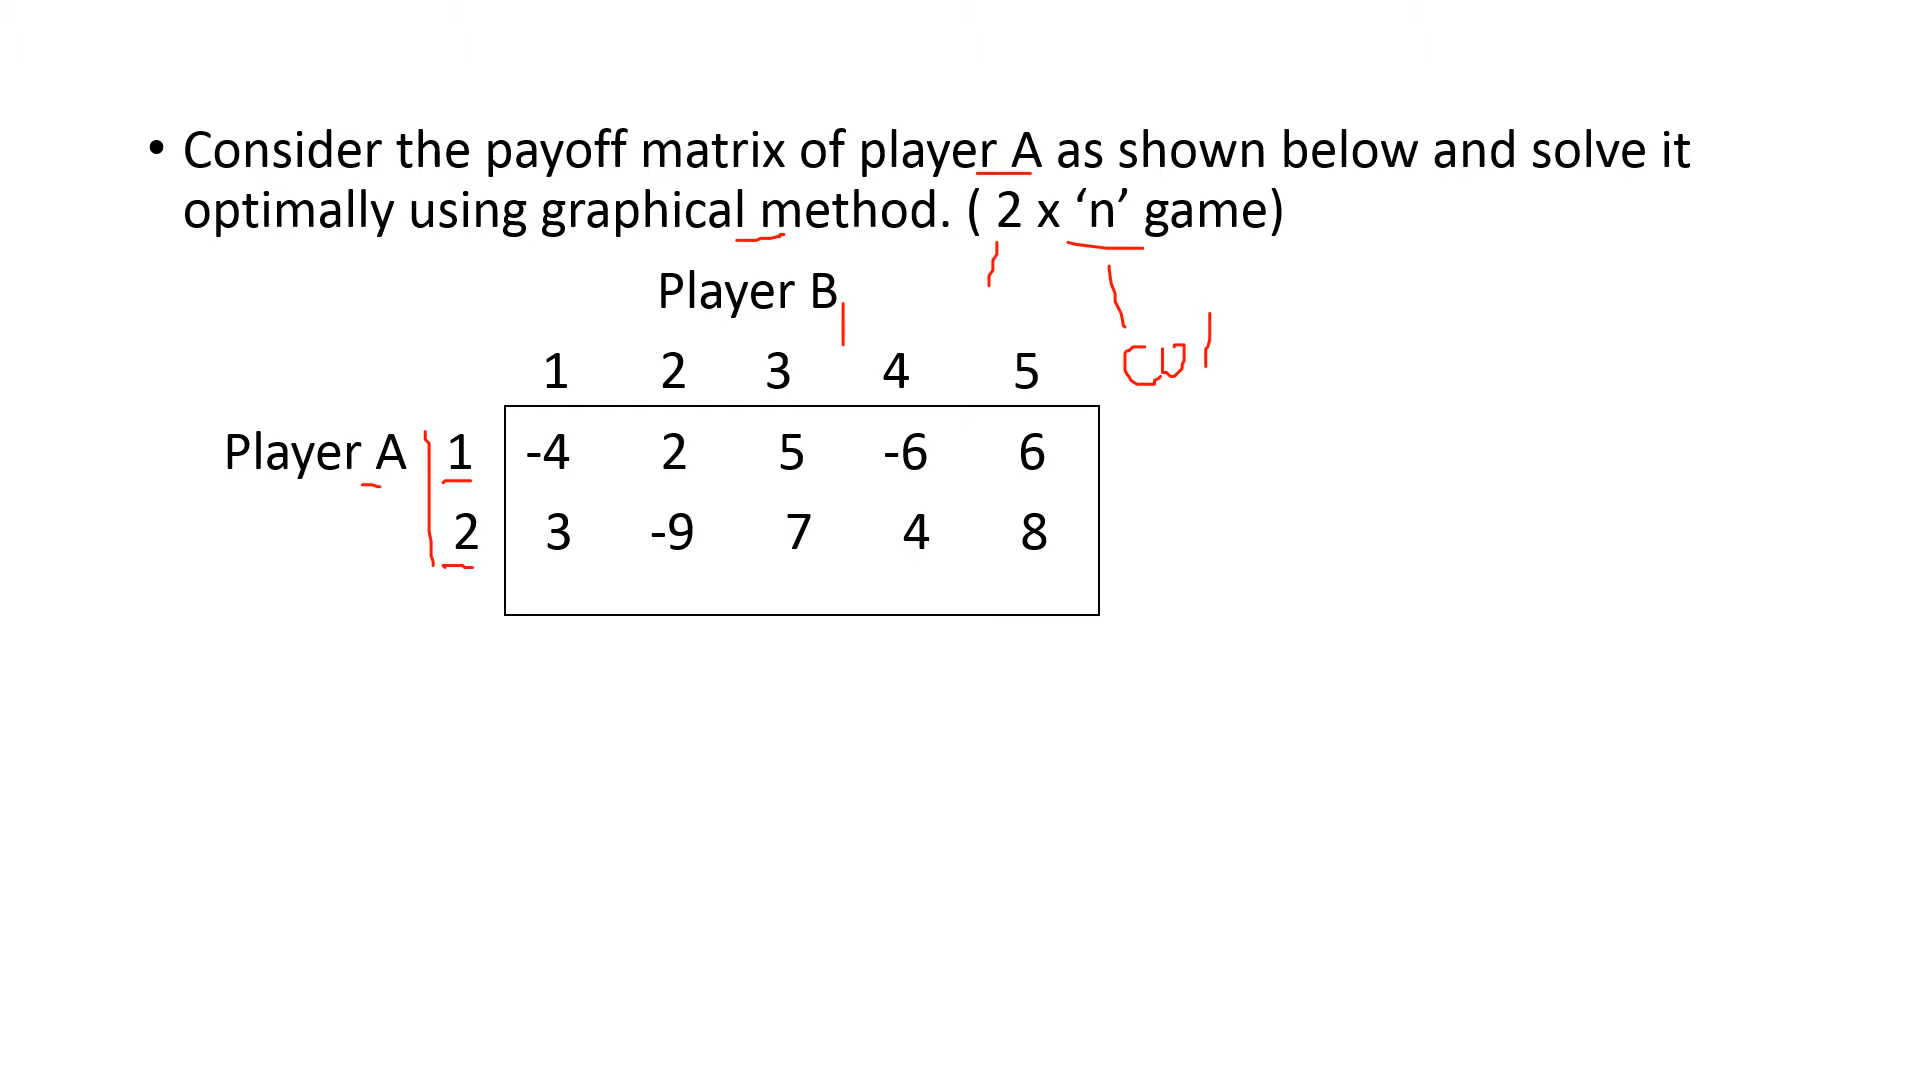 • Consider the payoff matrix of player A as shown below and solve it
optimally using graphical method. ( 2 x ‘n’ game)
Player B
1 2 3 4 5
col
Player A 1 -4 2 5 -6 6
2 3 -9 7 4 8